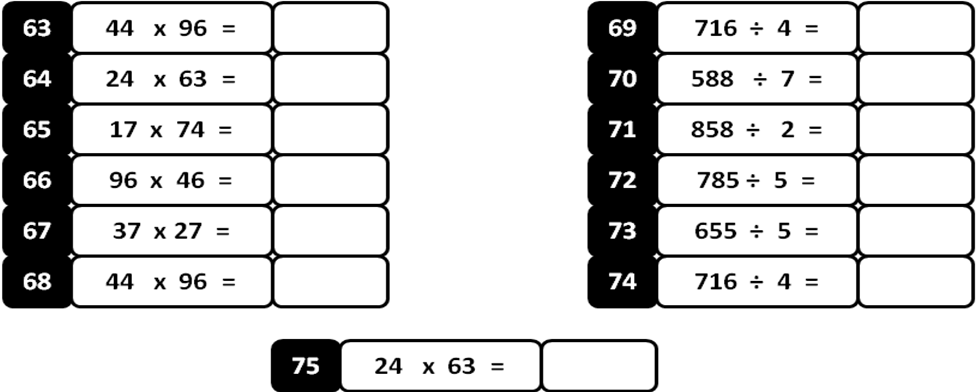 63 44 x 96 =
64 24 x 63 =
65 17 x 74 =
66 96 x 46 =
67 37 x 27 =
68 44 x 96 =
69 716 ÷ 4 =
70 588 ÷ 7 =
71 858 ÷ 2 =
72 785 ÷ 5 =
73 655 ÷ 5 =
74 716 ÷ 4 =
75 24 x 63 =